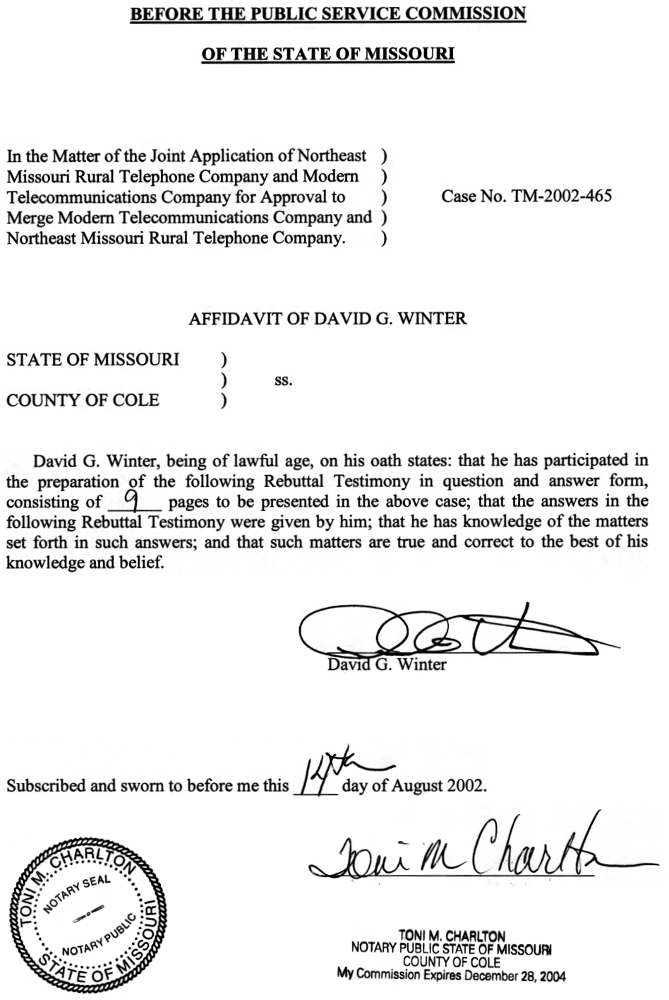 BEFORE THE PUBLIC SERVICE COMMISSION
OF THE STATE OF MISSOURI
In the Matter of the Joint Application of Northeast )
Missouri Rural Telephone Company and Modern )
Telecommunications Company for Approval to ) Case No. TM-2002-465
Merge Modern Telecommunications Company and )
Northeast Missouri Rural Telephone Company. )
AFFIDAVIT OF DAVID G. WINTER
STATE OF MISSOURI )
) ss.
COUNTY OF COLE )
David G. Winter, being of lawful age, on his oath states: that he has participated in
the preparation of the following Rebuttal Testimony in question and answer form,
consisting of 9 pages to be presented in the above case; that the answers in the
following Rebuttal Testimony were given by him; that he has knowledge of the matters
set forth in such answers; and that such matters are true and correct to the best of his
knowledge and belief.
David G. Winter
Subscribed and sworn to before me this 14th day of August 2002.
Toni M Charlton
TONI M. CHARLTON
NOTARY SEAL
NOTARY PUBLIC
STATE OF MISSOURI
TONI M. CHARLTON
NOTARY PUBLIC STATE OF MISSOURI
COUNTY OF COLE
My Commission Expires December 28, 2004